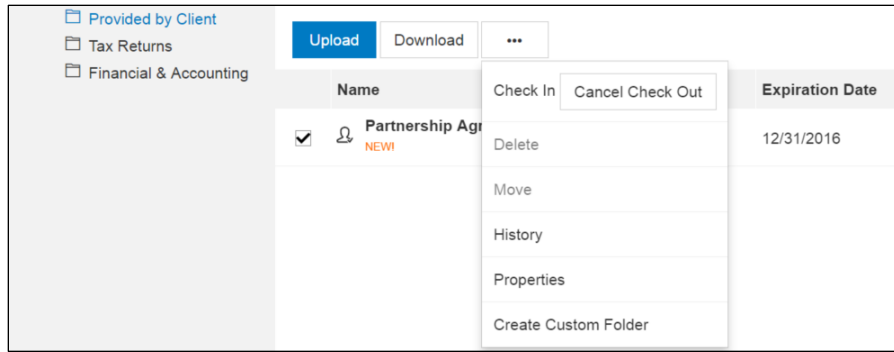 Provided by Client
Tax Returns
Financial & Accounting
Upload Download •••
Name Expiration Date
Check In Cancel Check Out
Partnership Agr 12/31/2016
NEW!
Delete
Move
History
Properties
Create Custom Folder